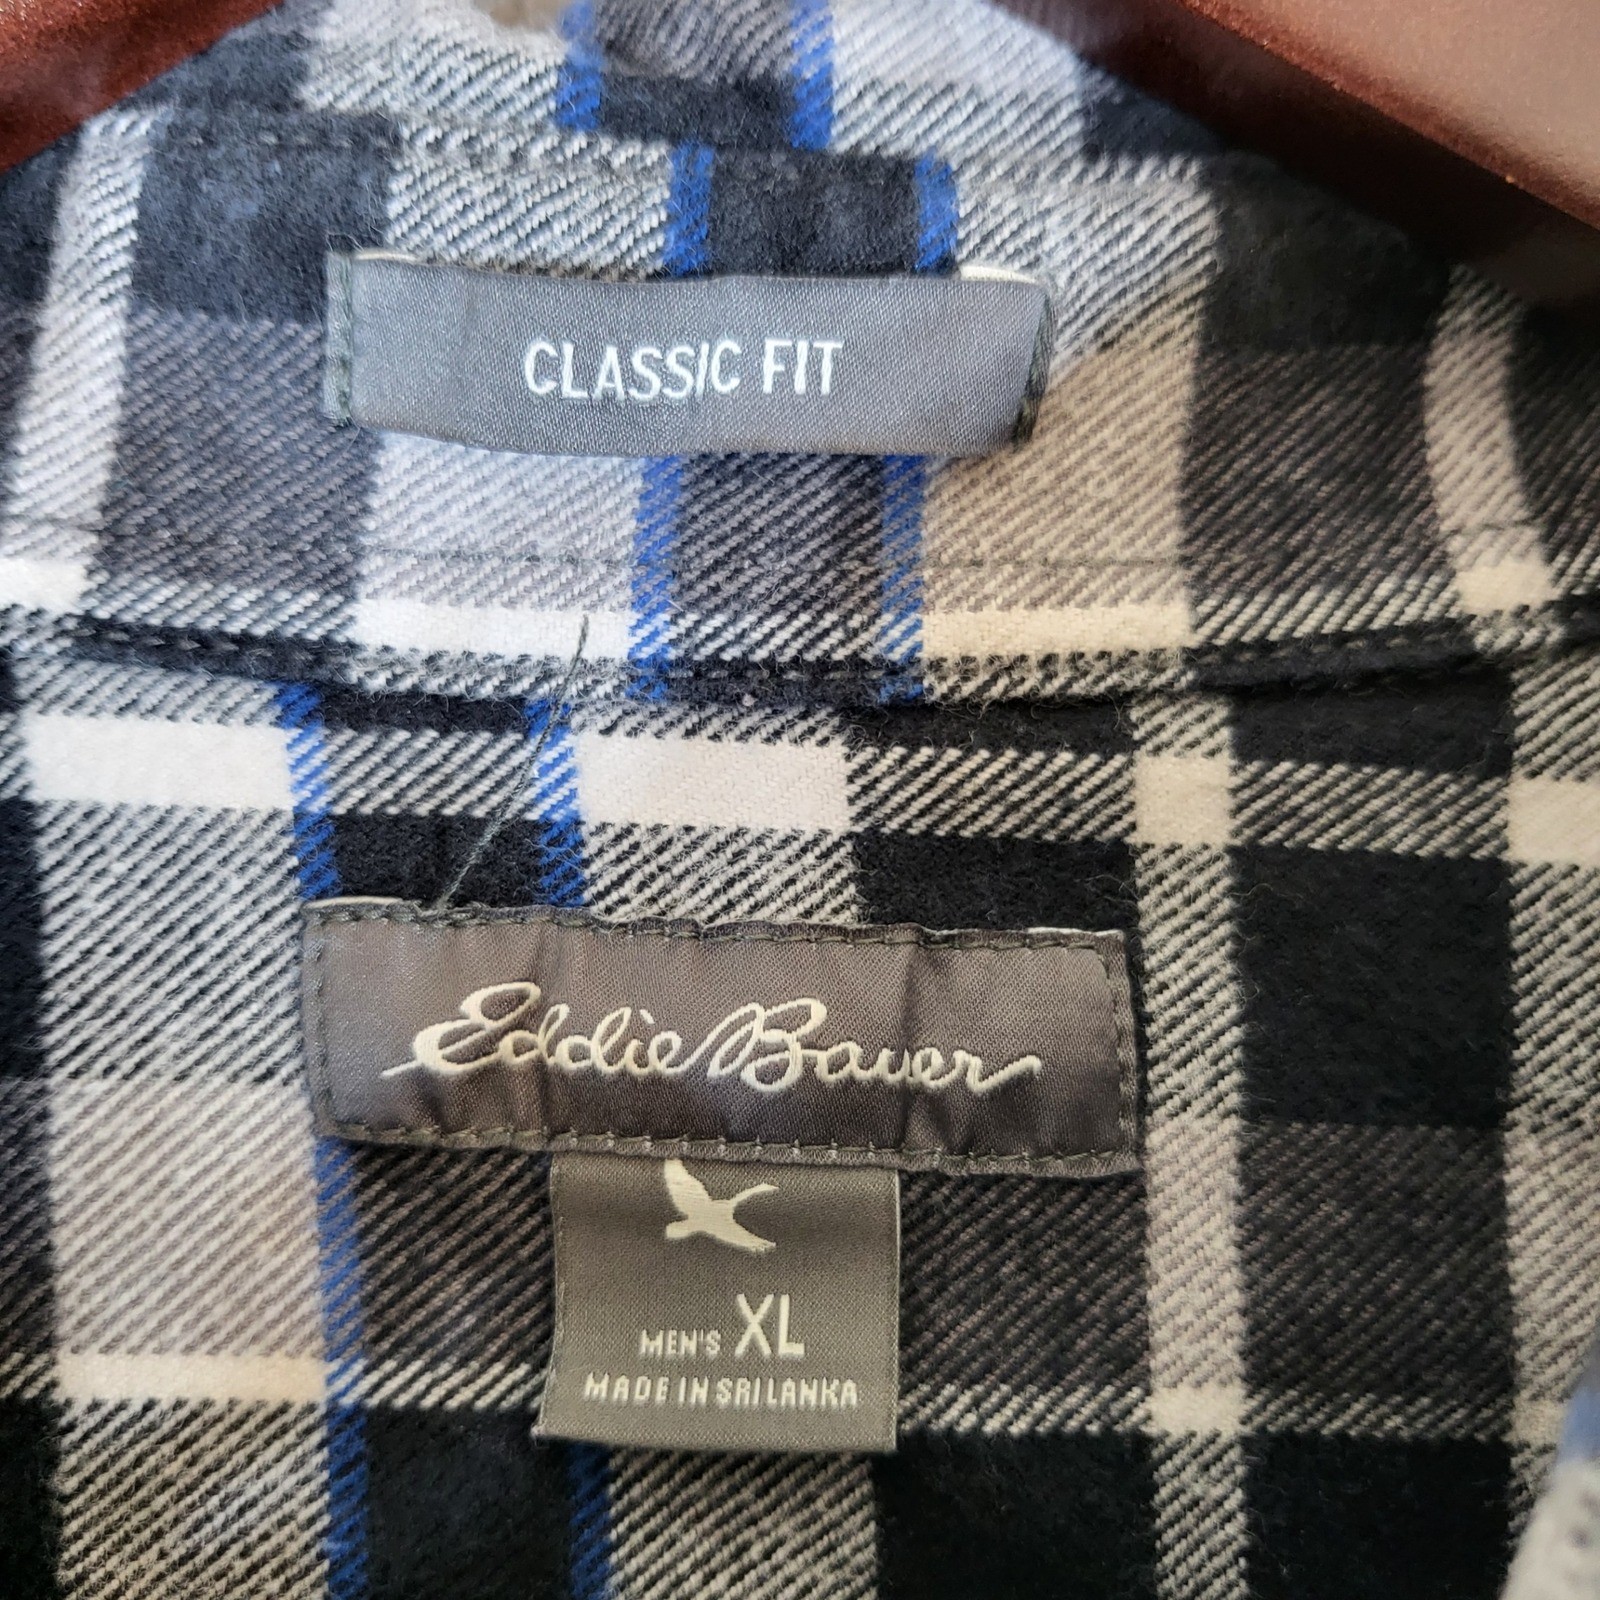 CLASSIC FIT
Eddie Bauer
MEN'S XL
MADE IN SRI LANKA